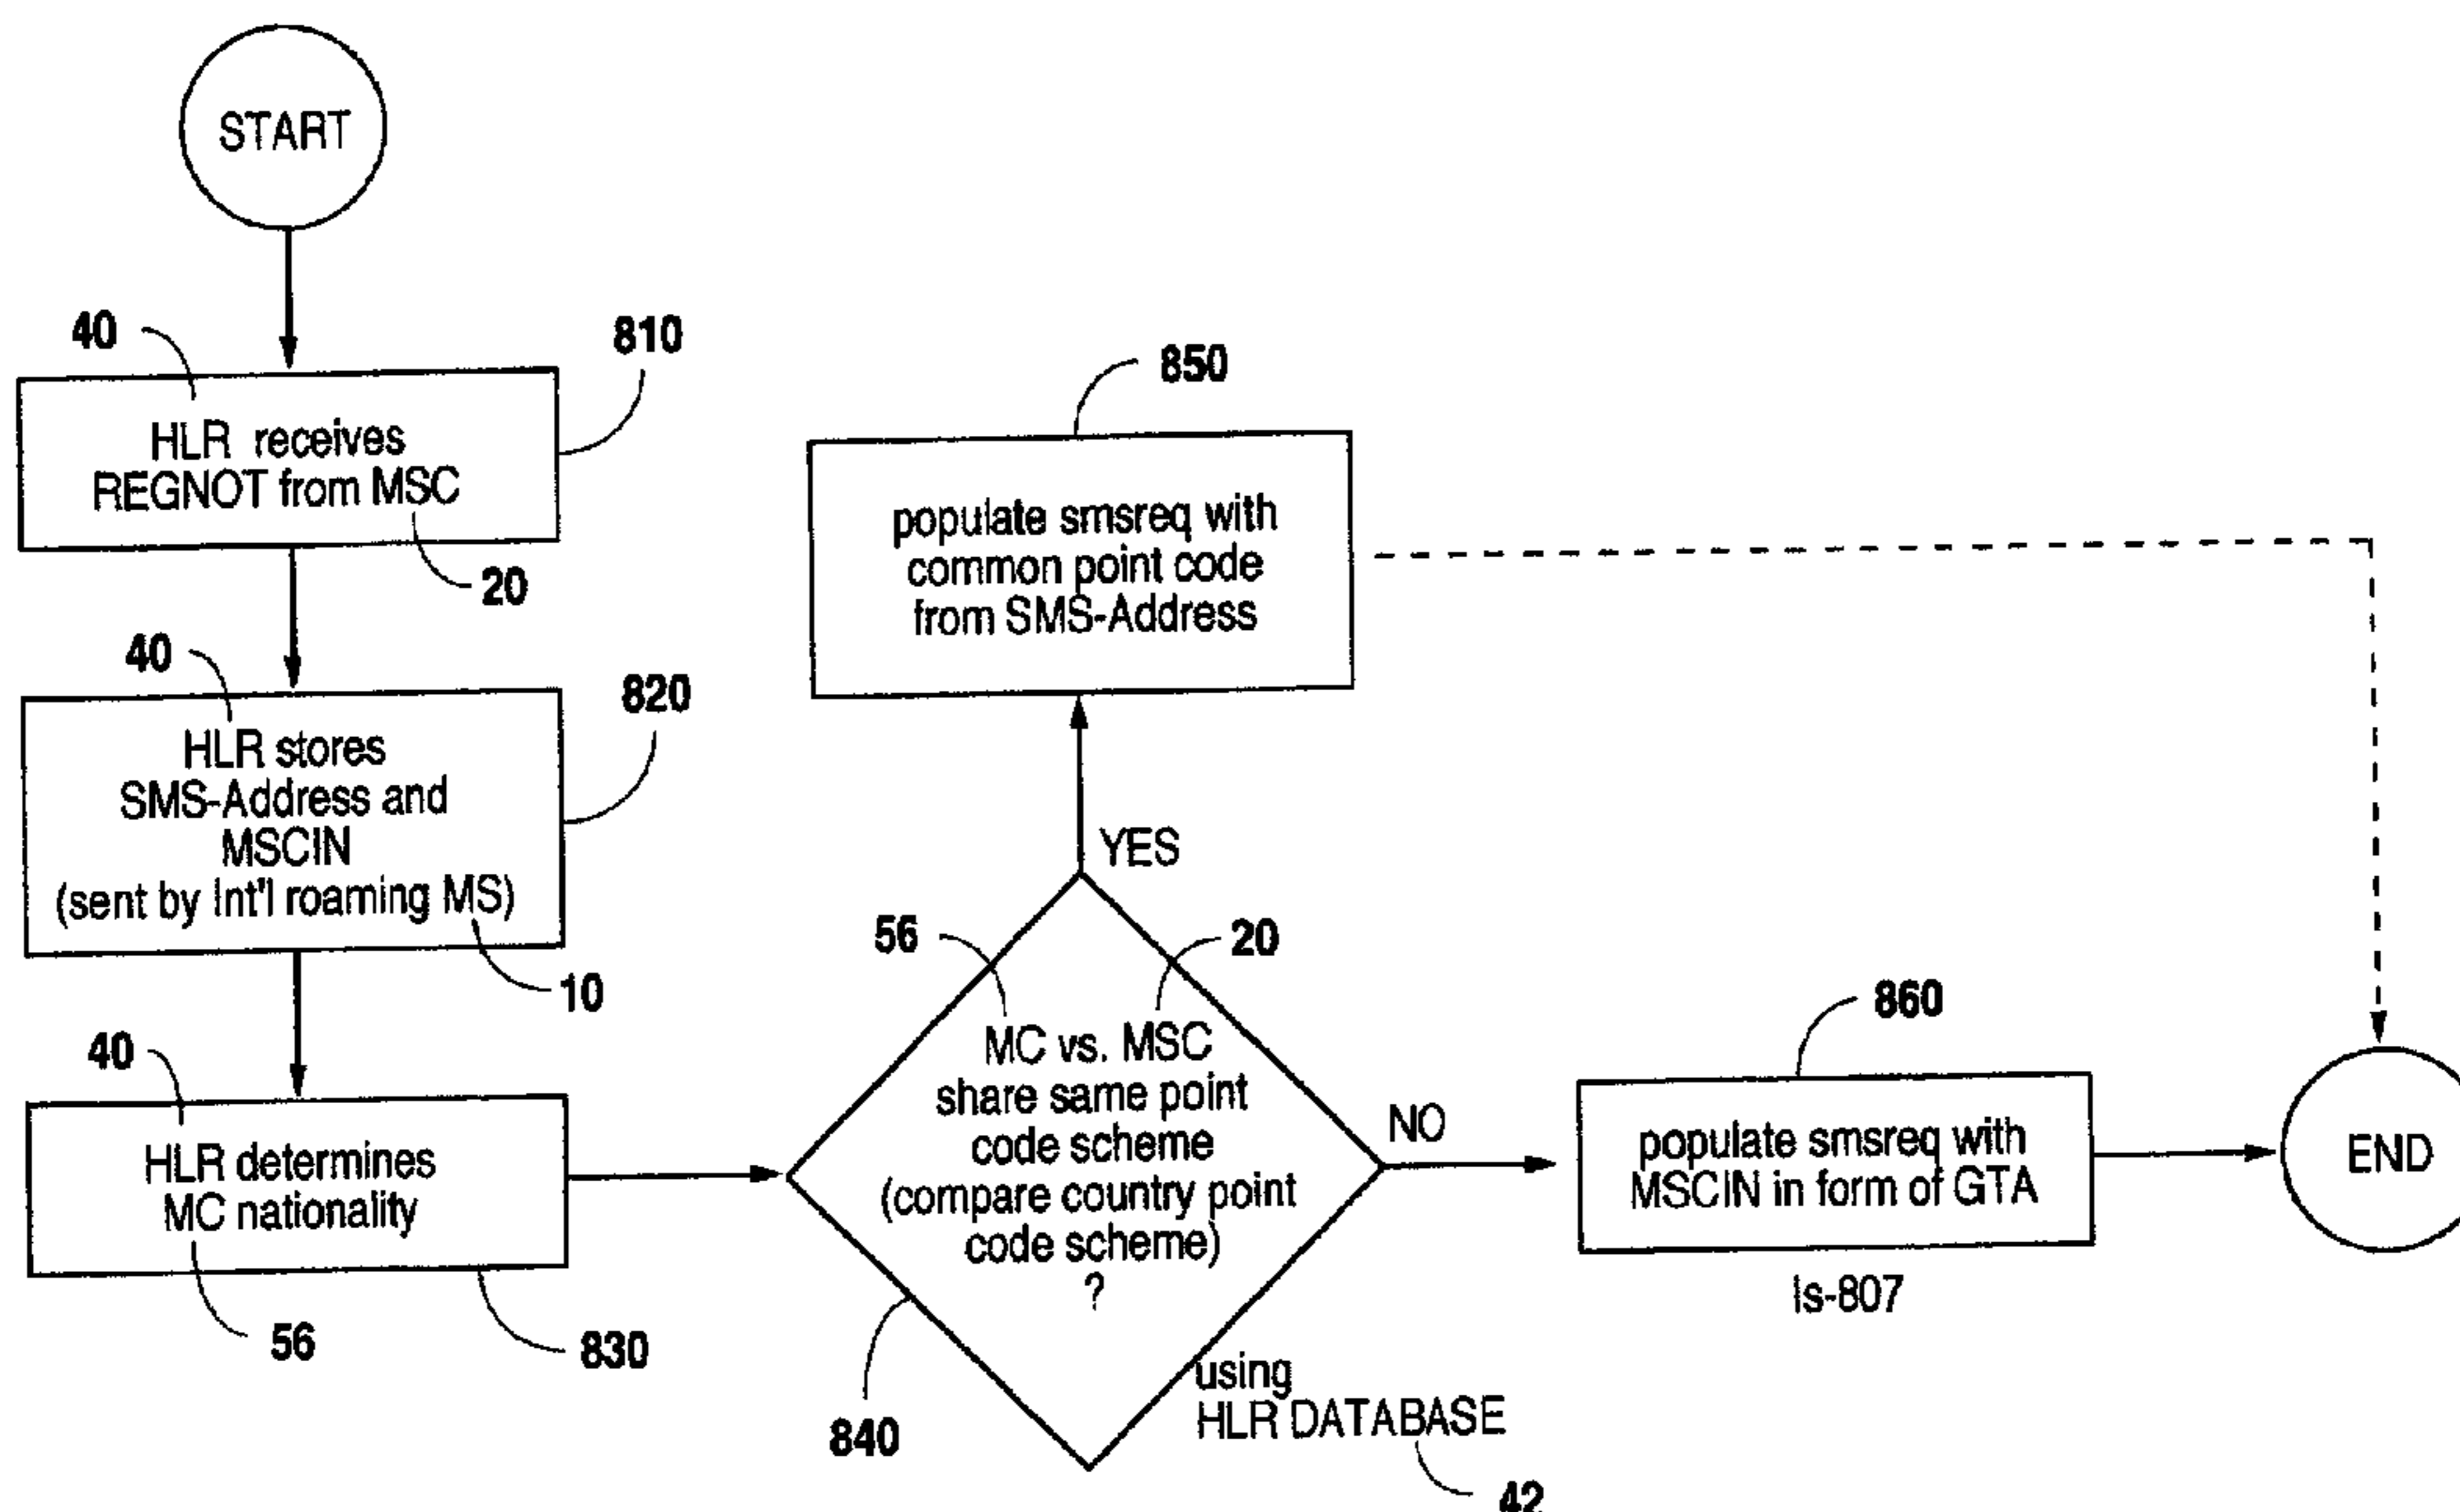 START
40
810
HLR receives
REGNOT from MSC
20
40
820
HLR stores
SMS-Address and
MSCIN
(sent by Int'l roaming MS)
10
40
HLR determines
MC nationality
56
830
850
populate smsreq with
common point code
from SMS-Address
YES
56
20
MC vs. MSC
share same point
code scheme
(compare country point
code scheme)
?
840
using
HLR DATABASE
42
NO
860
populate smsreq with
MSCIN in form of GTA
Is-807
END